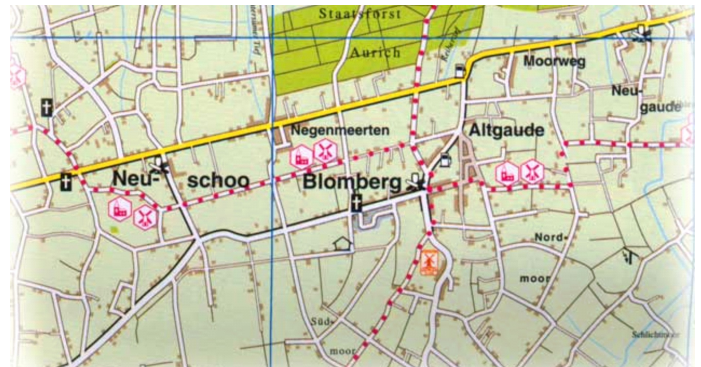 Staatsforst
Aurich
Moorweg
Neu-
gaude
Negenmeerten
Altgaude
Neu-
schoo
Blomberg
Nord-
moor
Süd-
moor